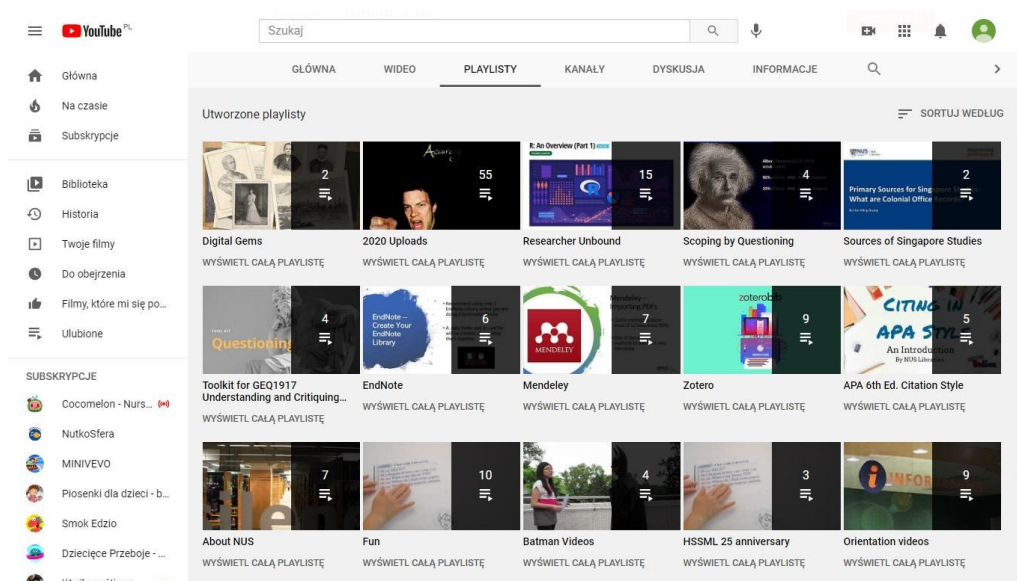 YouTube PL
Szukaj
GŁÓWNA WIDEO PLAYLISTY KANAŁY DYSKUSJA INFORMACJE
Główna
Na czasie
Subskrypcje
Biblioteka
Historia
Twoje filmy
Do obejrzenia
Filmy, które mi się po...
Ulubione
SUBSKRYPCJE
Cocomelon - Nurs...
NutkoSfera
MINIVEVO
Piosenki dla dzieci - b...
Smok Edzio
Dziecięce Przeboje - ...
Utworzone playlisty
SORTUJ WEDŁUG
2
Digital Gems
WYŚWIETL CAŁĄ PLAYLISTĘ
Accuracy
55
2020 Uploads
WYŚWIETL CAŁĄ PLAYLISTĘ
R: An Overview (Part 1)
R
15
Researcher Unbound
WYŚWIETL CAŁĄ PLAYLISTĘ
4
Scoping by Questioning
WYŚWIETL CAŁĄ PLAYLISTĘ
NUS
Primary Sources for Singapore
What are Colonial Office Records
2
Sources of Singapore Studies
WYŚWIETL CAŁĄ PLAYLISTĘ
Questioning
4
Toolkit for GEQ1917
Understanding and Critiquing...
WYŚWIETL CAŁĄ PLAYLISTĘ
EndNote –
Create Your
EndNote
Library
6
EndNote
WYŚWIETL CAŁĄ PLAYLISTĘ
Mendeley –
Importing PDFs
MENDELEY
7
Mendeley
WYŚWIETL CAŁĄ PLAYLISTĘ
zoterobib
9
Zotero
WYŚWIETL CAŁĄ PLAYLISTĘ
CITING IN
APA STYLE
An Introduction
By NUS Libraries
5
APA 6th Ed. Citation Style
WYŚWIETL CAŁĄ PLAYLISTĘ
7
About NUS
WYŚWIETL CAŁĄ PLAYLISTĘ
10
Fun
WYŚWIETL CAŁĄ PLAYLISTĘ
4
Batman Videos
WYŚWIETL CAŁĄ PLAYLISTĘ
3
HSSML 25 anniversary
WYŚWIETL CAŁĄ PLAYLISTĘ
i INFOR
9
Orientation videos
WYŚWIETL CAŁĄ PLAYLISTĘ